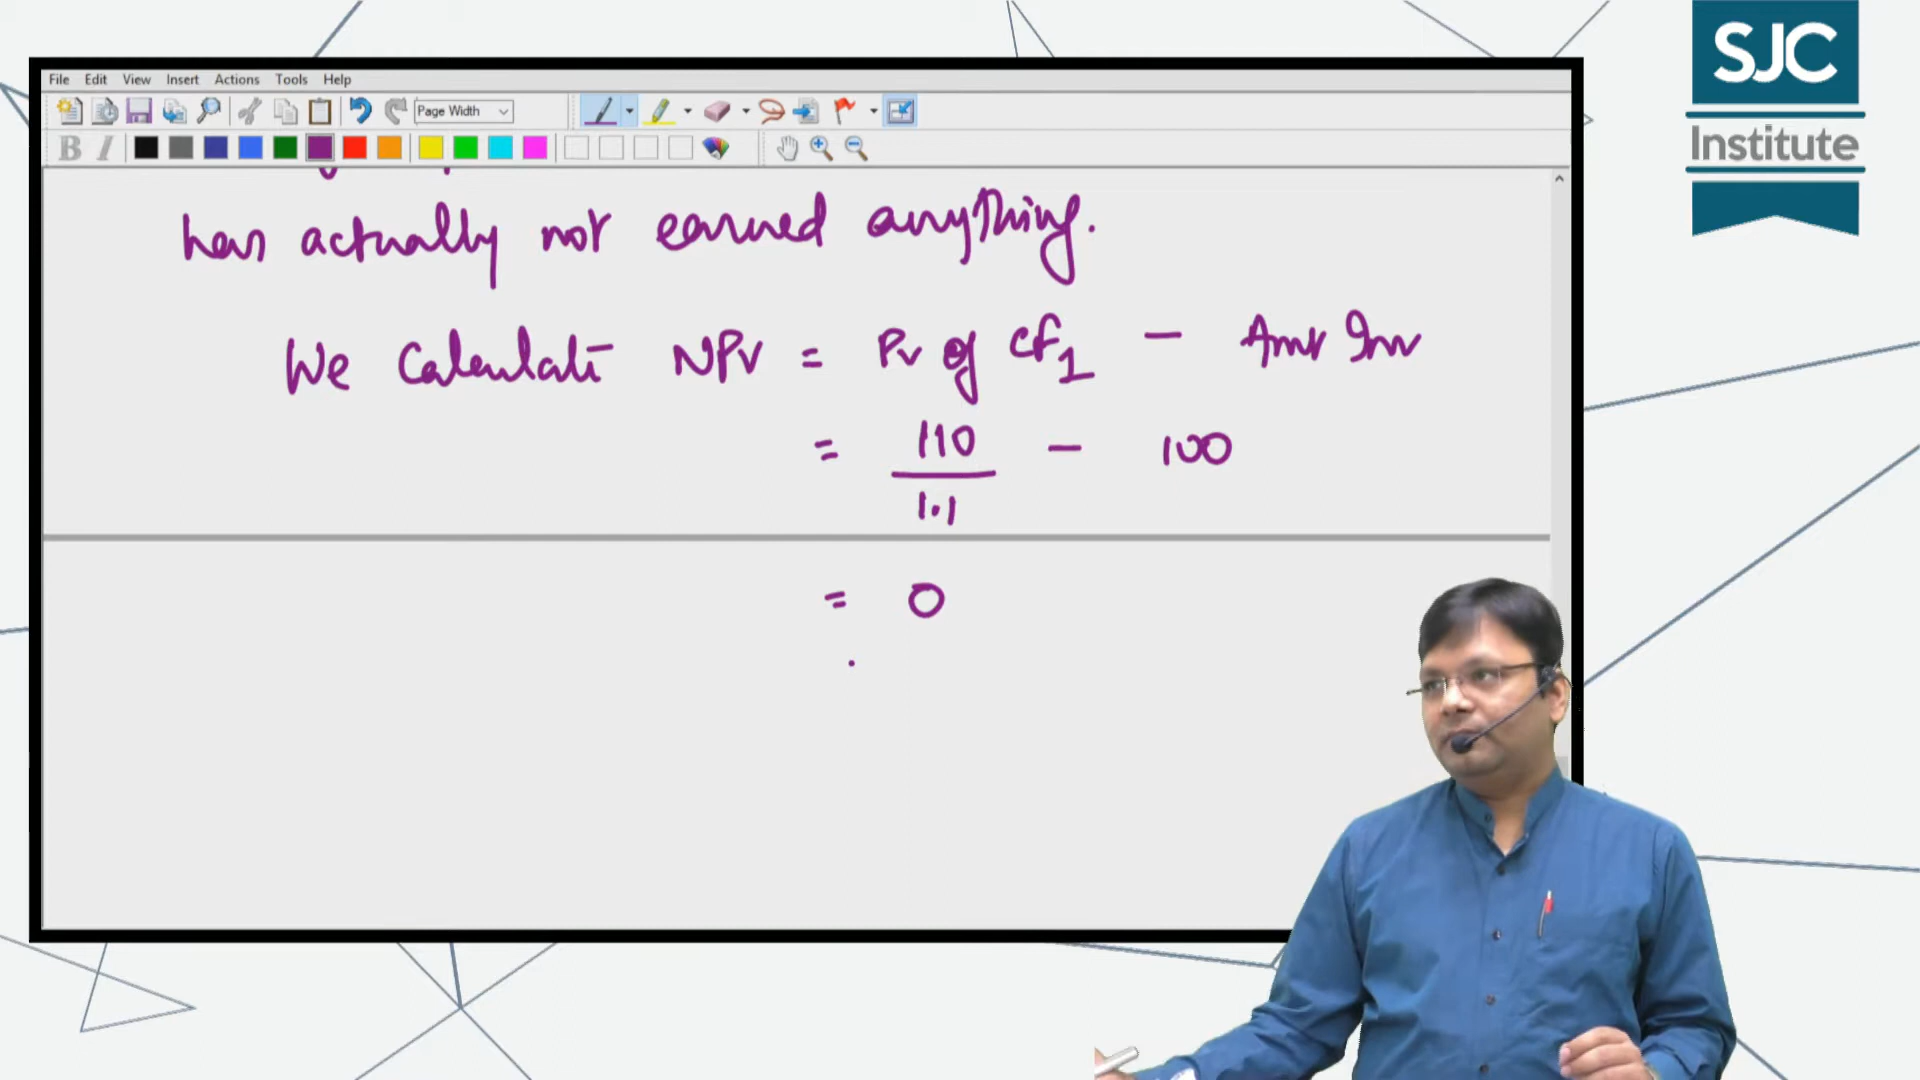 SJC
Institute
File Edit View Insert Actions Tools Help
Page Width
B I
has actually not earned anything.
We Calculate NPV = PV of CF1 - Amt Inv
= 110/1.1 - 100
= 0